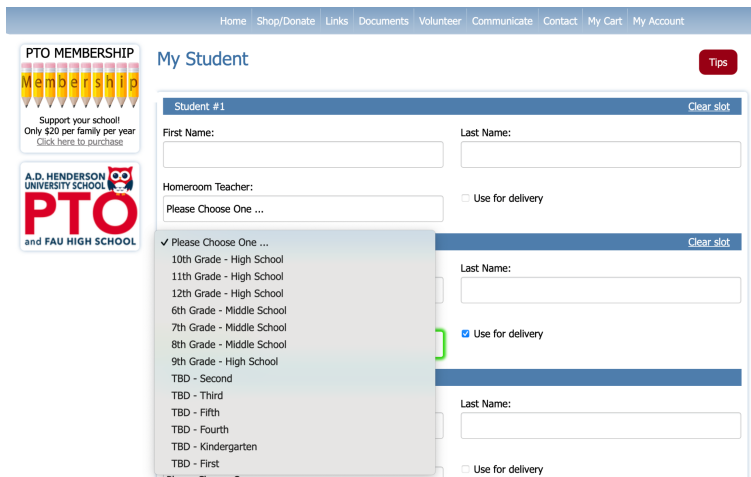 Home Shop/Donate Links Documents Volunteer Communicate Contact My Cart My Account
PTO MEMBERSHIP
Membership
Support your school!
Only $20 per family per year
Click here to purchase
A.D. HENDERSON
UNIVERSITY SCHOOL
PTO
and FAU HIGH SCHOOL
My Student
Tips
Student #1 Clear slot
First Name: Last Name:
Homeroom Teacher:
Please Choose One ... Use for delivery
✓ Please Choose One ... Clear slot
10th Grade - High School
11th Grade - High School Last Name:
12th Grade - High School
6th Grade - Middle School
7th Grade - Middle School Use for delivery
8th Grade - Middle School
9th Grade - High School
TBD - Second
TBD - Third Last Name:
TBD - Fifth
TBD - Fourth
TBD - Kindergarten
TBD - First Use for delivery